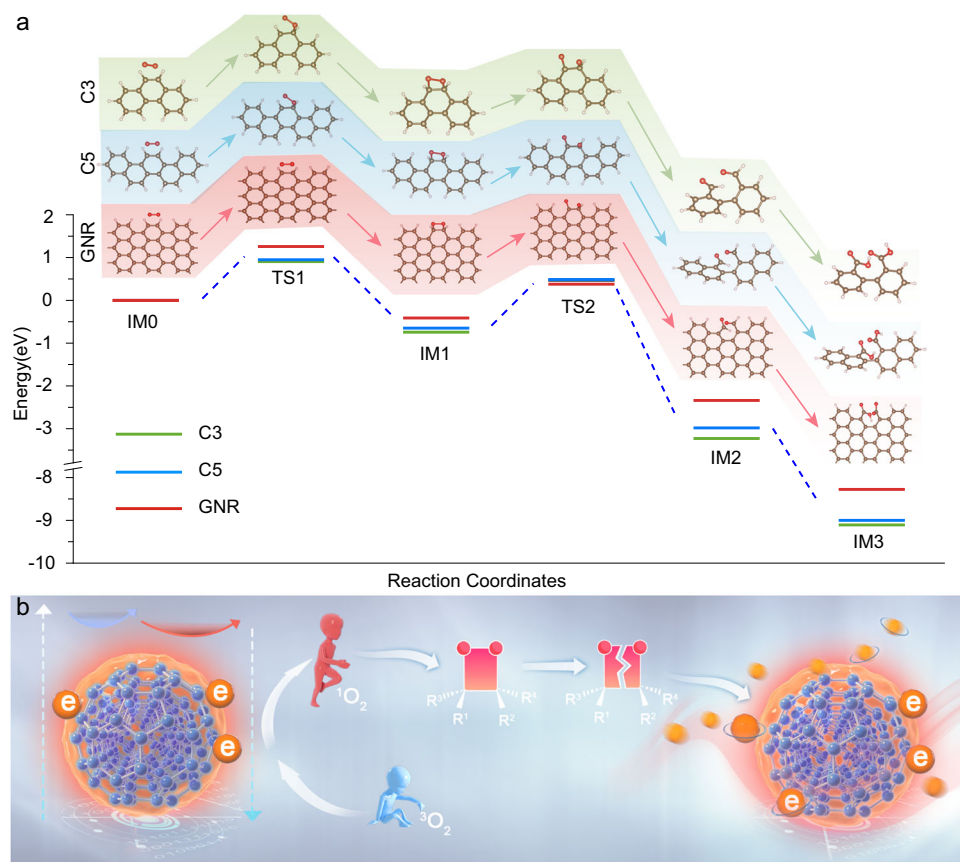 a
C3
C5
GNR
2
1
0
-1
-2
-3
-8
-9
-10
Energy(eV)
IM0
TS1
IM1
TS2
IM2
IM3
C3
C5
GNR
Reaction Coordinates
b
e
e
e
¹O₂
³O₂
R³
R⁴
R¹
R²
R³
R⁴
R¹
R²
e
e
e